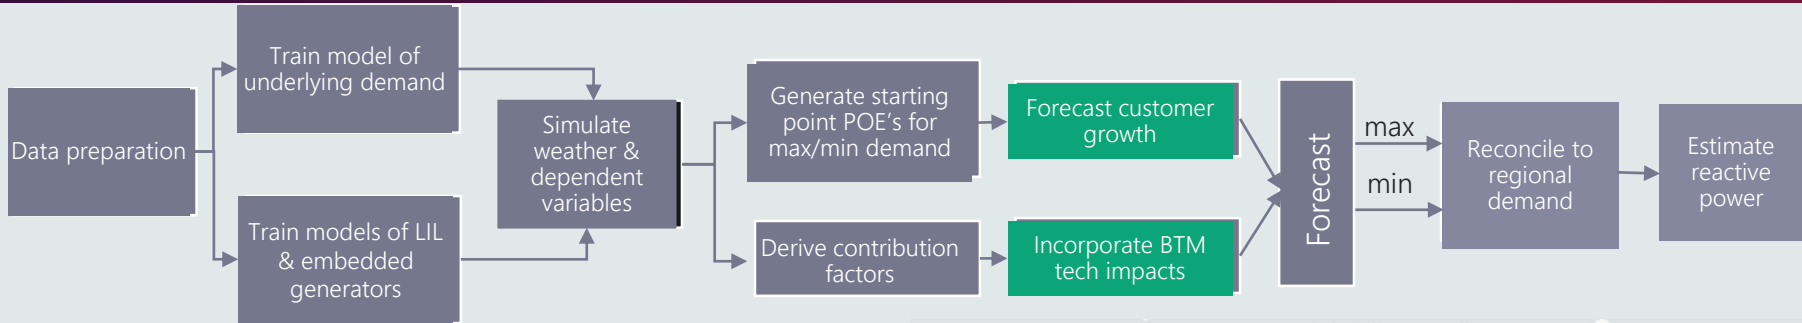 Data preparation
Train model of
underlying demand
Train models of LIL
& embedded
generators
Simulate
weather &
dependent
variables
Generate starting
point POE's for
max/min demand
Derive contribution
factors
Forecast customer
growth
Incorporate BTM
tech impacts
Forecast
max
min
Reconcile to
regional
demand
Estimate
reactive
power